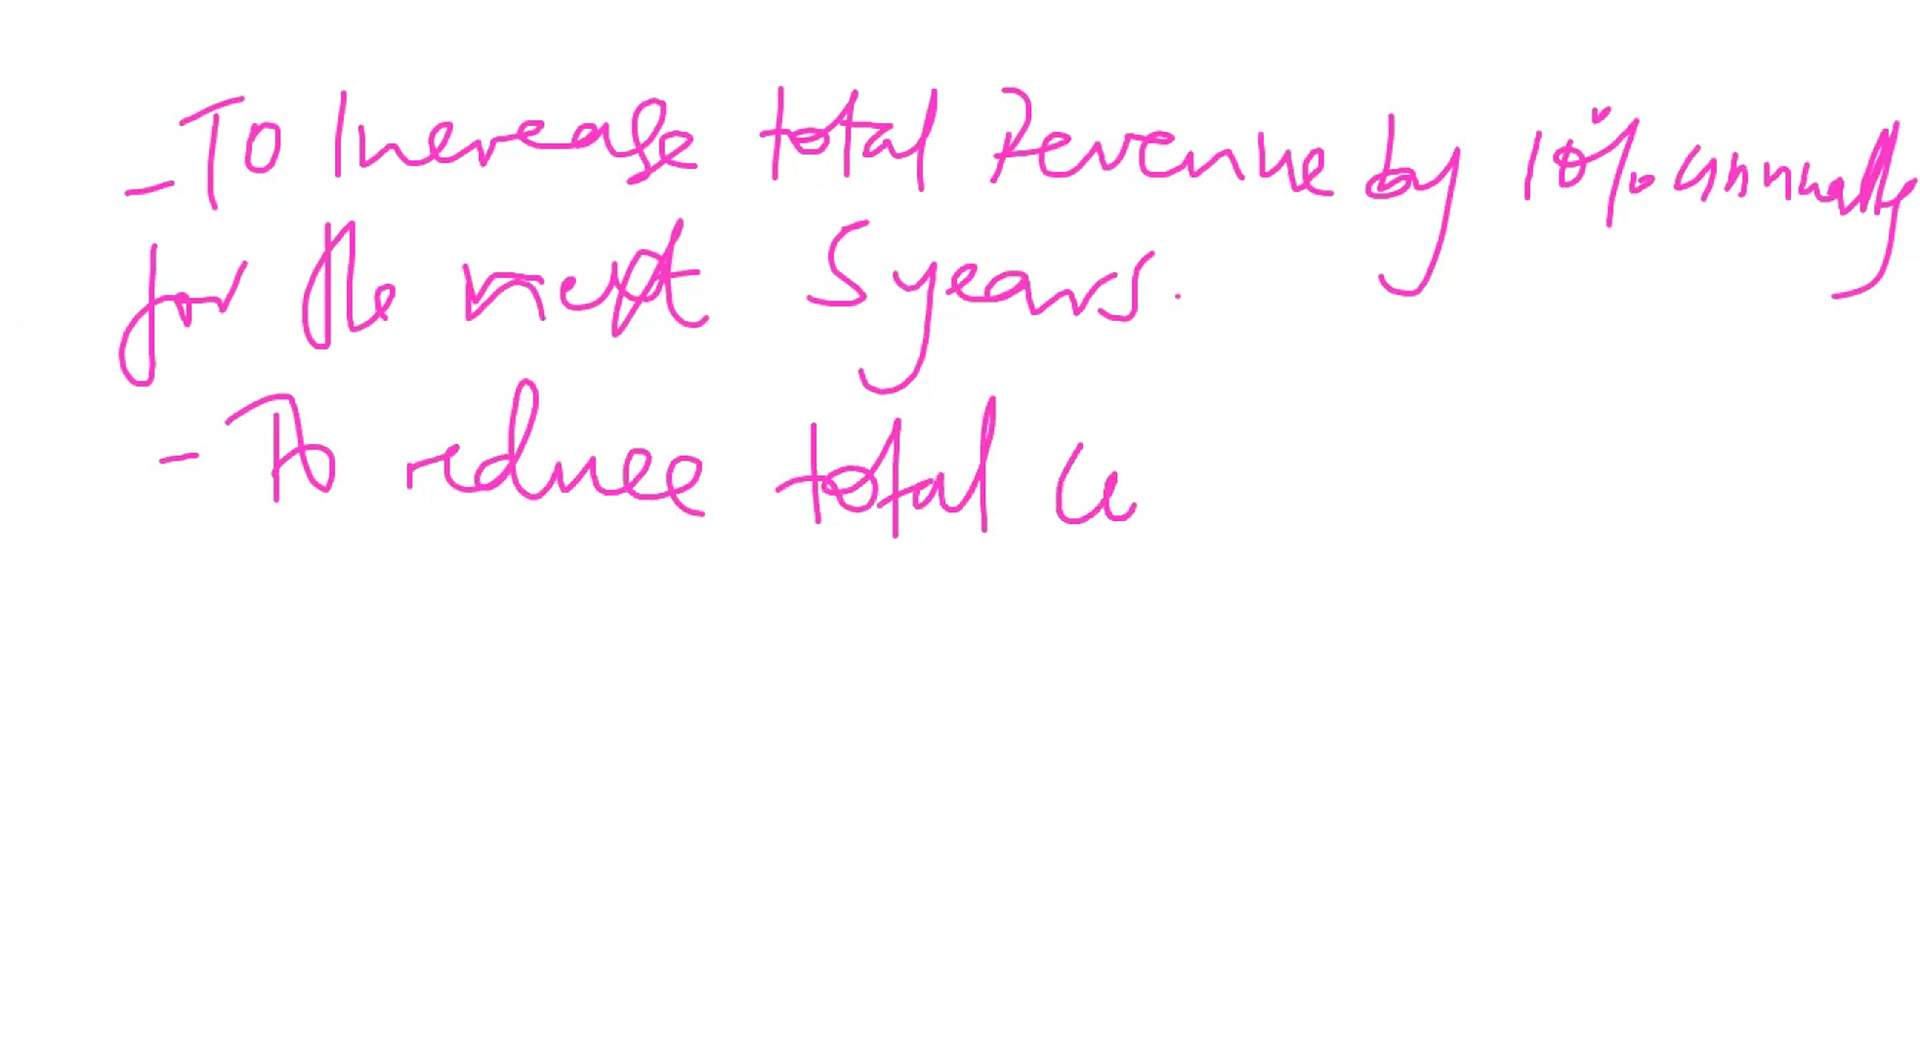 - To Increase total Revenue by 10% annually
for the next 5 years.
- To reduce total